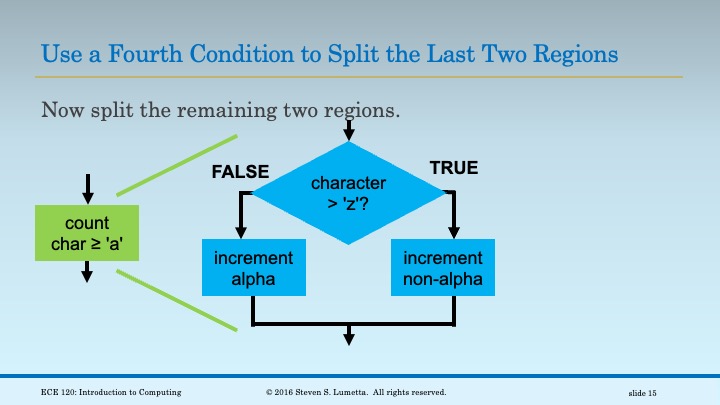 Use a Fourth Condition to Split the Last Two Regions
Now split the remaining two regions.
FALSE
TRUE
character
> 'z'?
count
char ≥ 'a'
increment
alpha
increment
non-alpha
ECE 120: Introduction to Computing
© 2016 Steven S. Lumetta. All rights reserved.
slide 15